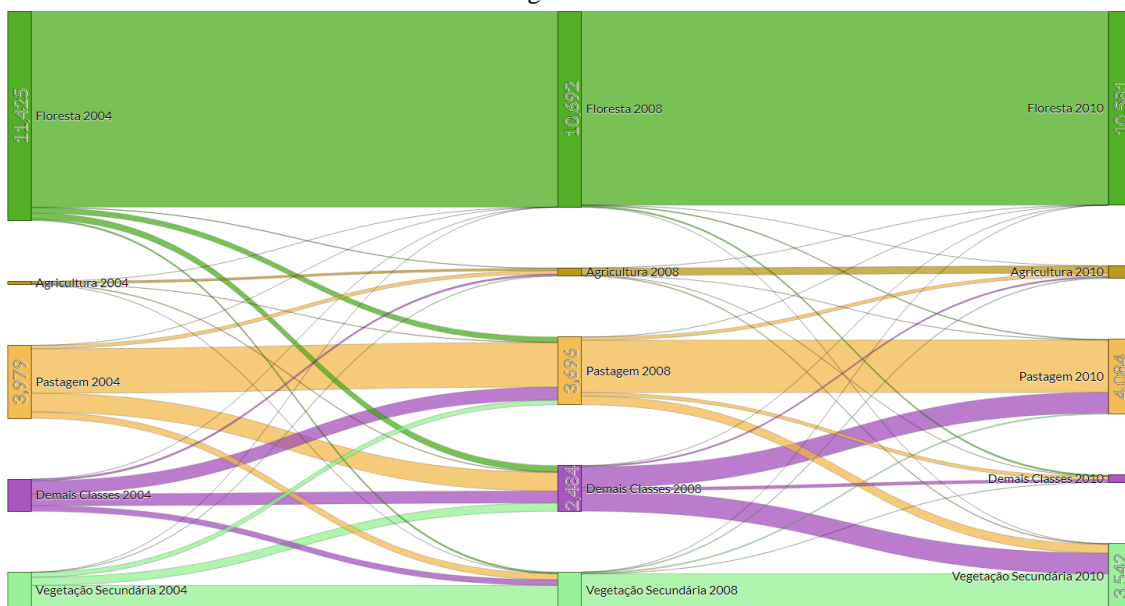 11,425
Floresta 2004
10,692
Floresta 2008
Floresta 2010
10,581
Agricultura 2004
Agricultura 2008
Agricultura 2010
3,979
Pastagem 2004
3,696
Pastagem 2008
Pastagem 2010
4,084
Demais Classes 2004
2,484
Demais Classes 2008
Demais Classes 2010
Vegetação Secundária 2004
Vegetação Secundária 2008
Vegetação Secundária 2010
3,542